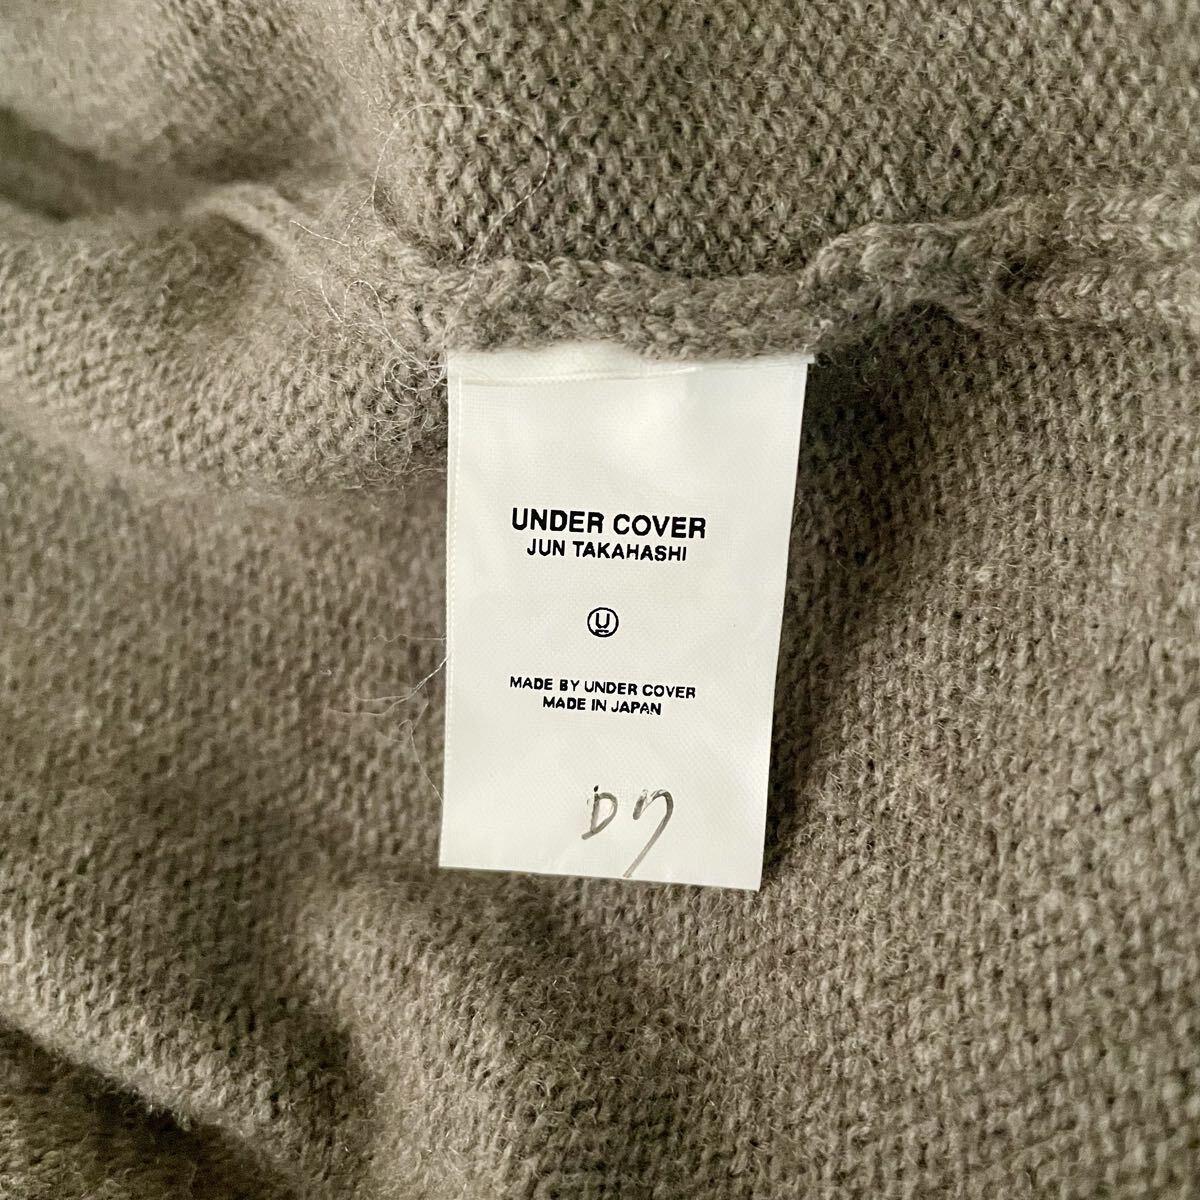 UNDER COVER
JUN TAKAHASHI
U
MADE BY UNDER COVER
MADE IN JAPAN